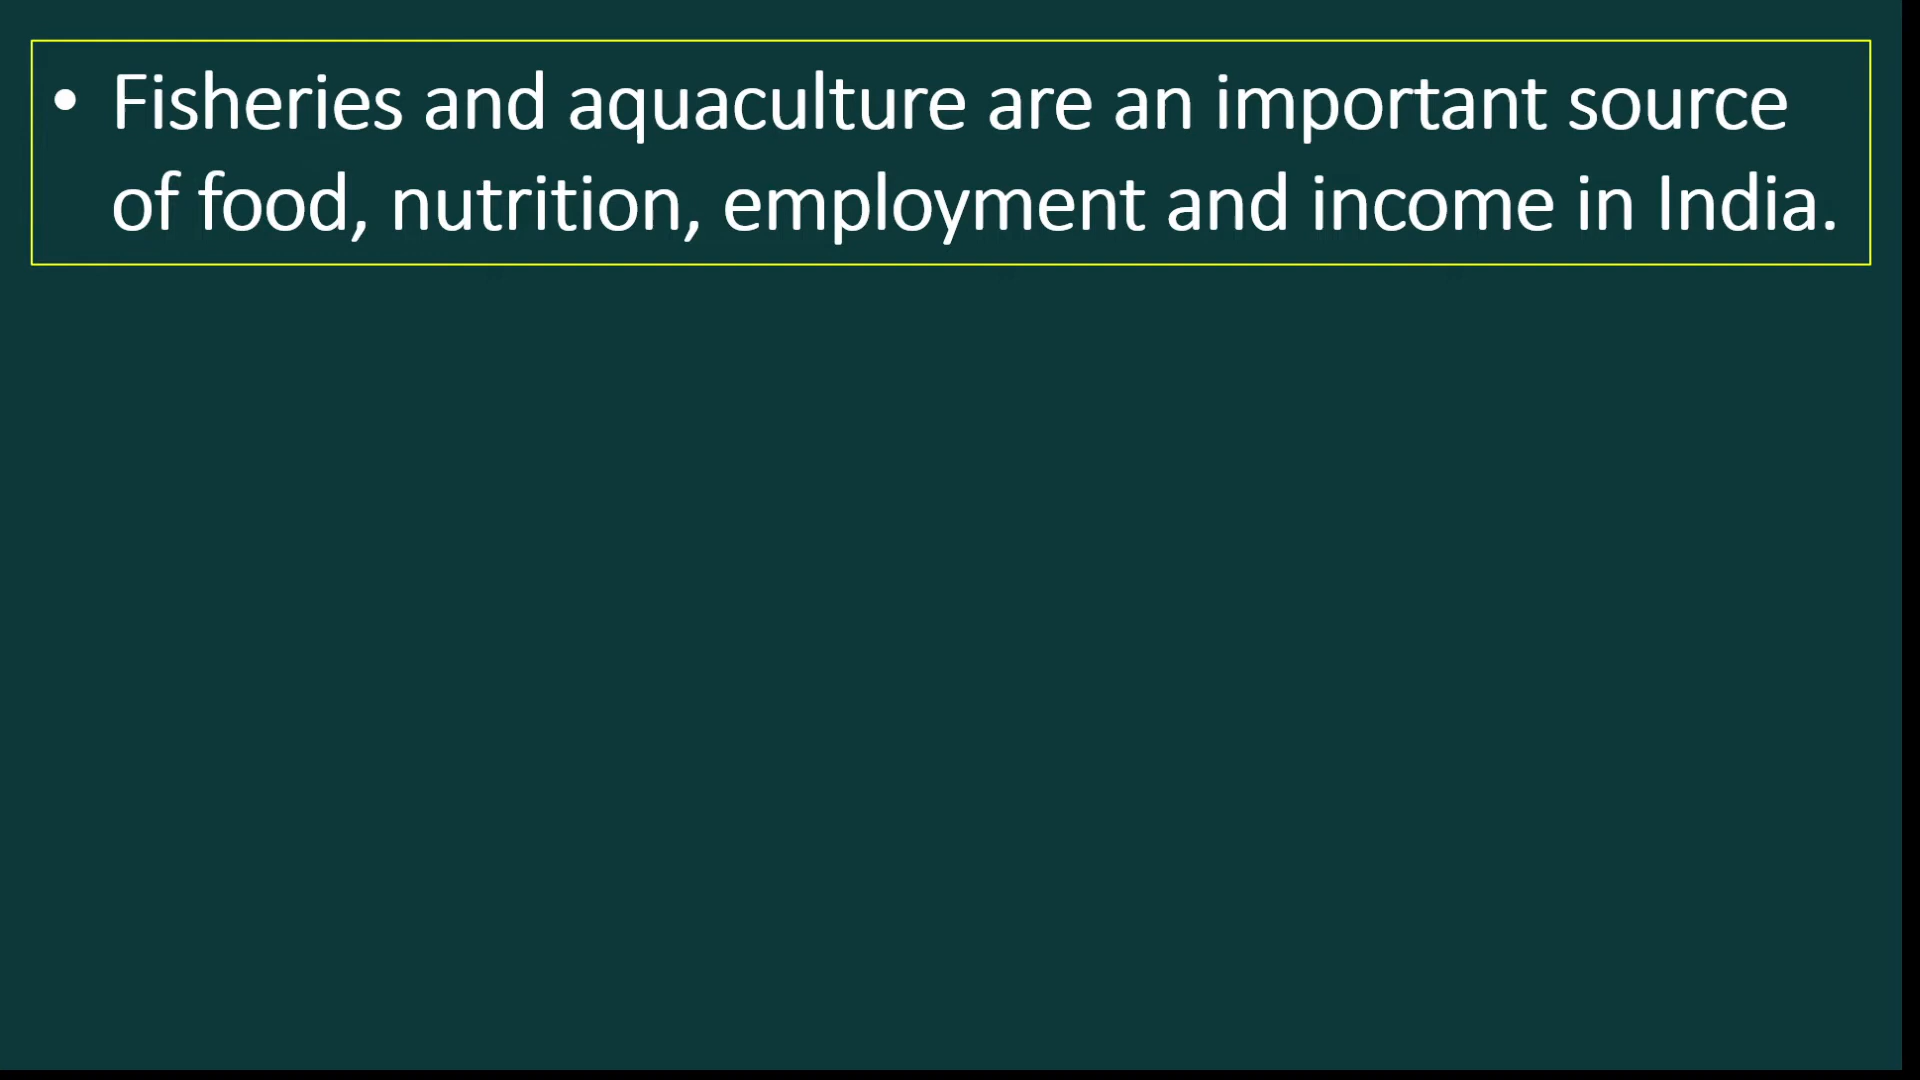 • Fisheries and aquaculture are an important source
of food, nutrition, employment and income in India.